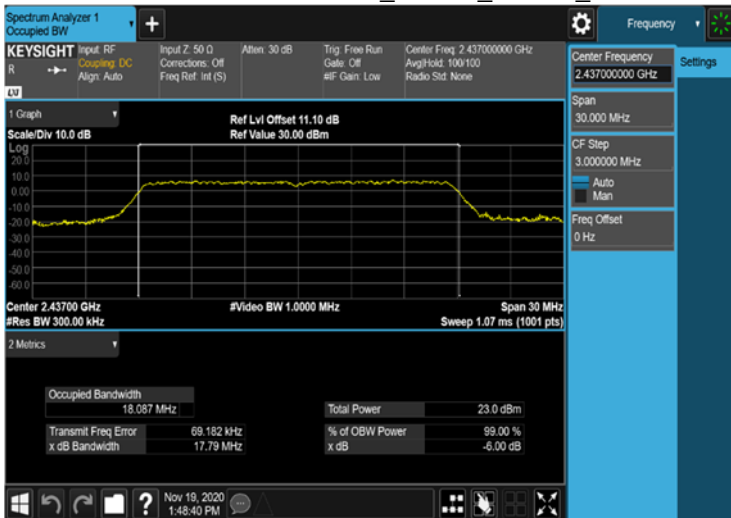 Spectrum Analyzer 1
Occupied BW
+
Frequency
KEYSIGHT
R
LXI
Input: RF
Coupling: DC
Align: Auto
Input Z: 50 Ω
Corrections: Off
Freq Ref: Int (S)
Atten: 30 dB
Trig: Free Run
Gate: Off
#IF Gain: Low
Center Freq: 2.437000000 GHz
Avg|Hold: 100/100
Radio Std: None
Center Frequency
2.437000000 GHz
Settings
Span
30.000 MHz
CF Step
3.000000 MHz
Auto
Man
Freq Offset
0 Hz
1 Graph
Scale/Div 10.0 dB
Ref Lvl Offset 11.10 dB
Ref Value 30.00 dBm
Log
20.0
10.0
0.00
-10.0
-20.0
-30.0
-40.0
-50.0
-60.0
Center 2.43700 GHz
#Res BW 300.00 kHz
#Video BW 1.0000 MHz
Span 30 MHz
Sweep 1.07 ms (1001 pts)
2 Metrics
Occupied Bandwidth
18.087 MHz
Total Power 23.0 dBm
Transmit Freq Error 69.182 kHz
% of OBW Power 99.00 %
x dB Bandwidth 17.79 MHz
x dB -6.00 dB
?
Nov 19, 2020
1:48:40 PM